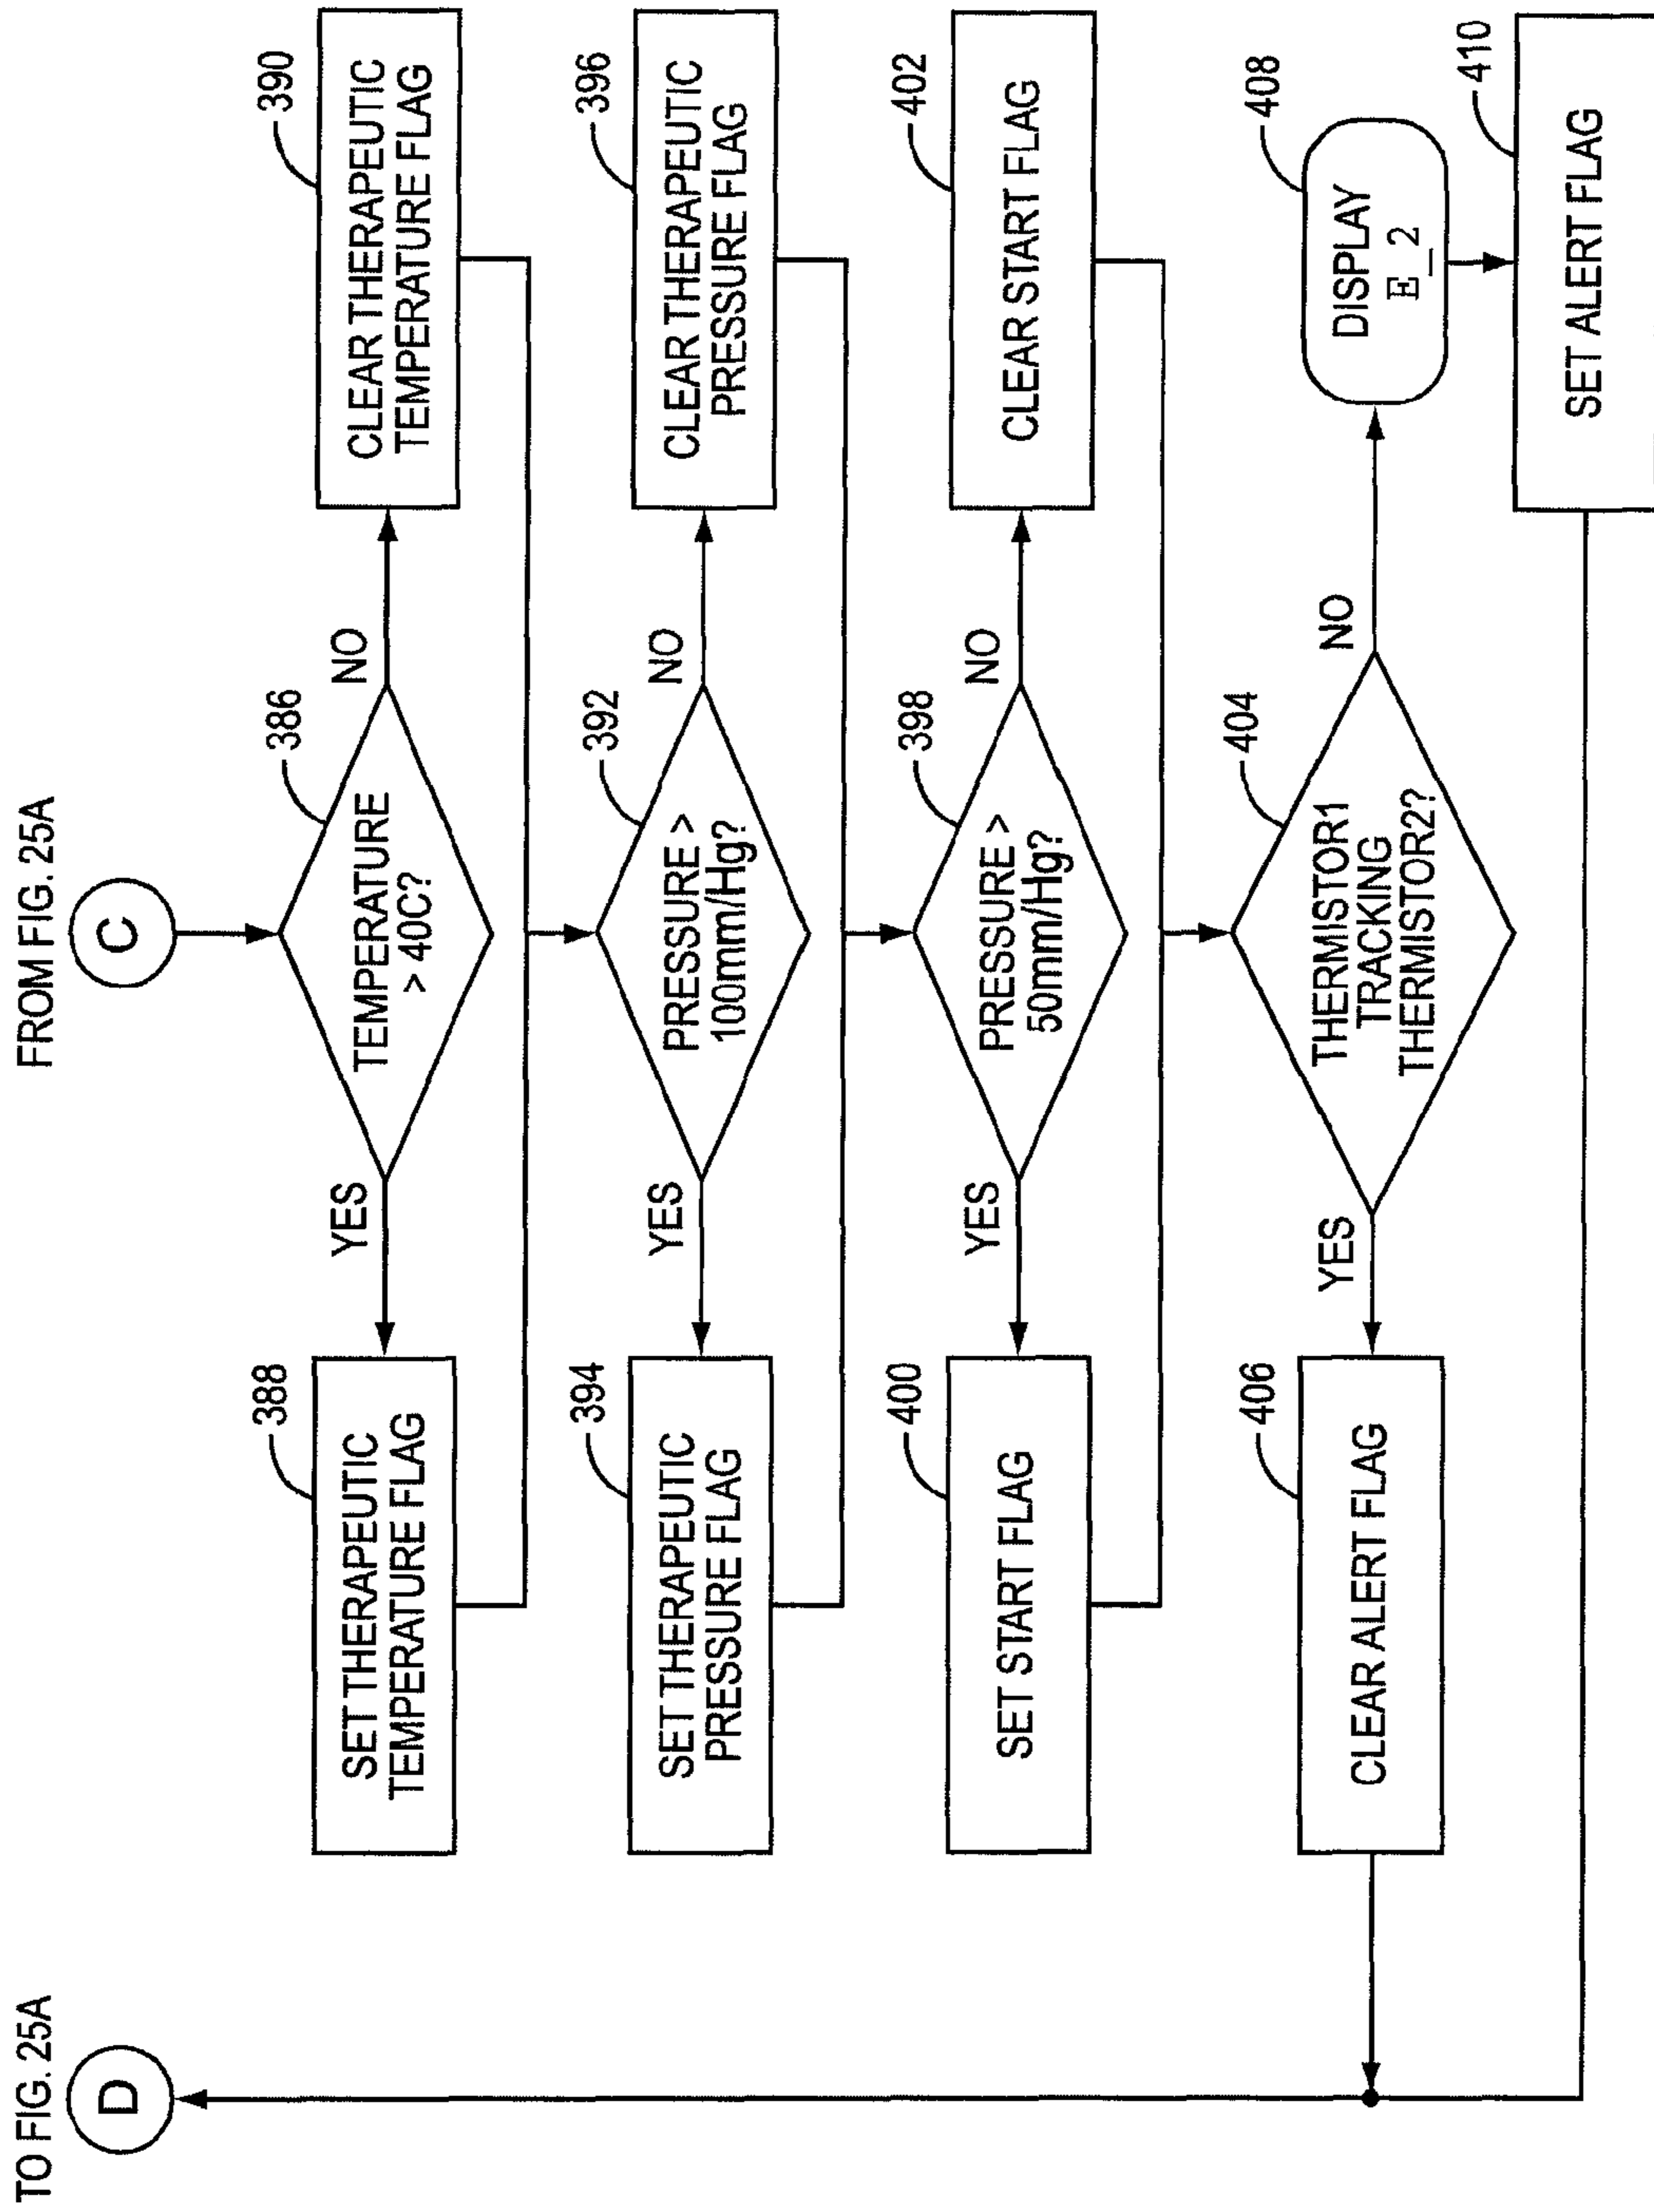 FROM FIG. 25A
C
TO FIG. 25A
D
386
TEMPERATURE
> 40C?
YES
NO
388
SET THERAPEUTIC
TEMPERATURE FLAG
390
CLEAR THERAPEUTIC
TEMPERATURE FLAG
392
PRESSURE >
100mm/Hg?
YES
NO
394
SET THERAPEUTIC
PRESSURE FLAG
396
CLEAR THERAPEUTIC
PRESSURE FLAG
398
PRESSURE >
50mm/Hg?
YES
NO
400
SET START FLAG
402
CLEAR START FLAG
404
THERMISTOR1
TRACKING
THERMISTOR2?
YES
NO
406
CLEAR ALERT FLAG
408
DISPLAY
E_2
410
SET ALERT FLAG